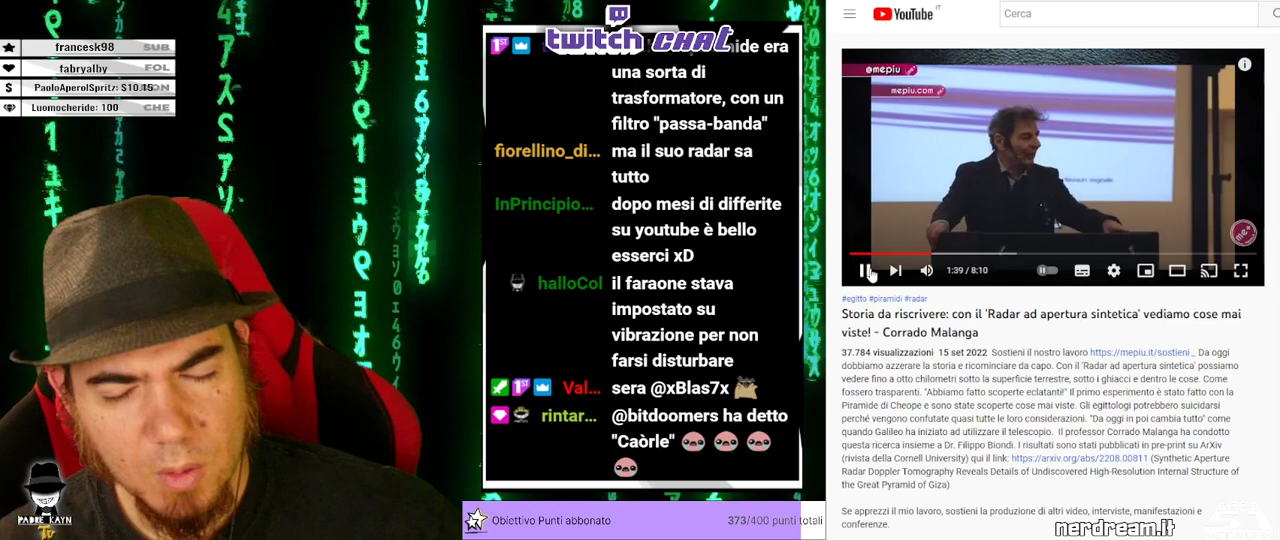 francesk98 SUB
fabryalby FOL
PaoloAperolSpritz: $10.15
Luomocheride: 100 CHE
PADRE KAYN
Tv
twitch CHAT
era
una sorta di
trasformatore, con un
filtro "passa-banda"
fiorellino_di... ma il suo radar sa
tutto
InPrincipio... dopo mesi di differite
su youtube è bello
esserci xD
halloCol il faraone stava
impostato su
vibrazione per non
farsi disturbare
Val... sera @xBlas7x
rintar... @bitdoomers ha detto
"Caòrle"
Obiettivo Punti abbonato 373/400 punti totali
YouTube IT
Cerca
@mepiu
mepiu.com
me+
1:39 / 8:10
#egitto #piramidi #radar
Storia da riscrivere: con il 'Radar ad apertura sintetica' vediamo cose mai
viste! - Corrado Malanga
37.784 visualizzazioni 15 set 2022 Sostieni il nostro lavoro https://mepiu.it/sostieni_ Da oggi
dobbiamo azzerare la storia e ricominciare da capo. Con il 'Radar ad apertura sintetica' possiamo
vedere fino a otto chilometri sotto la superficie terrestre, sotto i ghiacci e dentro le cose. Come
fossero trasparenti. "Abbiamo fatto scoperte eclatanti!" Il primo esperimento è stato fatto con la
Piramide di Cheope e sono state scoperte cose mai viste. Gli egittologi potrebbero suicidarsi
perché vengono confutate quasi tutte le loro considerazioni. "Da oggi in poi cambia tutto" come
quando Galileo ha iniziato ad utilizzare il telescopio. Il professor Corrado Malanga ha condotto
questa ricerca insieme a Dr. Filippo Biondi. I risultati sono stati pubblicati in pre-print su ArXiv
(rivista della Cornell University) qui il link: https://arxiv.org/abs/2208.00811 (Synthetic Aperture
Radar Doppler Tomography Reveals Details of Undiscovered High-Resolution Internal Structure of
the Great Pyramid of Giza)
Se apprezzi il mio lavoro, sostieni la produzione di altri video, interviste, manifestazioni e
conferenze.
nerdream.it